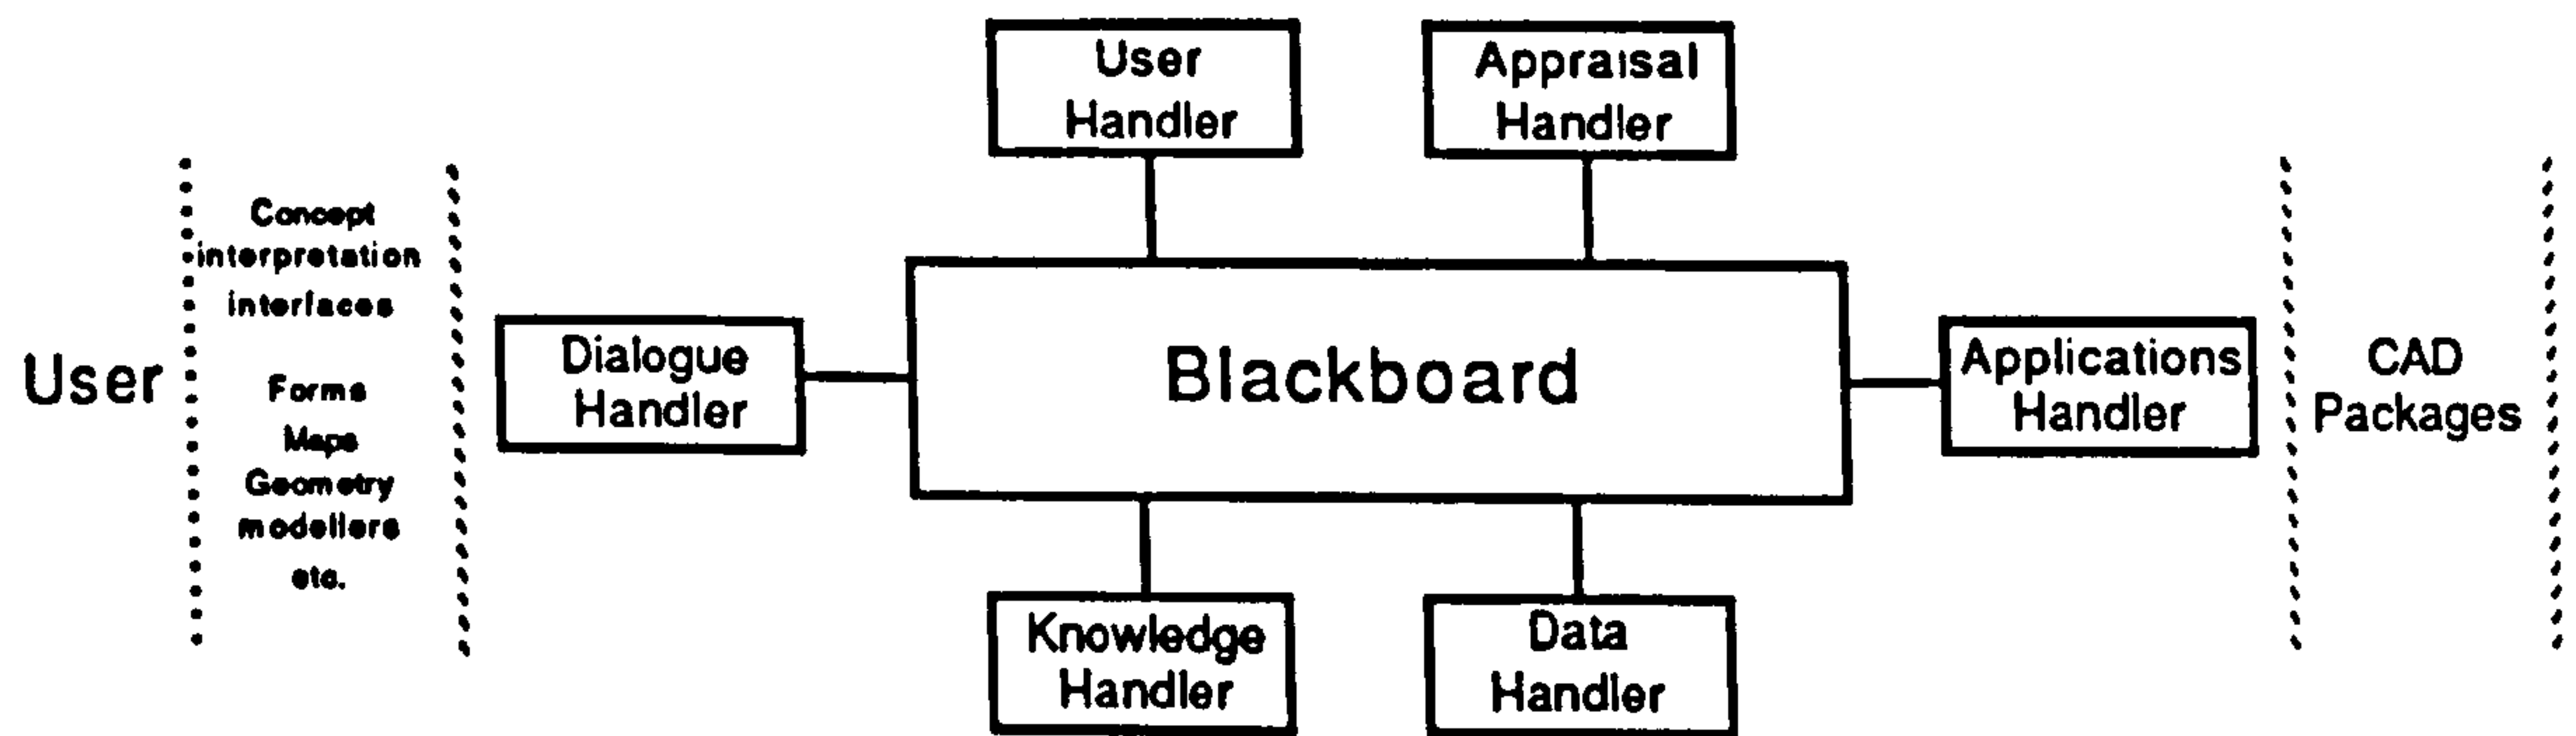 User
Handler
Appraisal
Handler
Concept
interpretation
interfaces
User
Forms
Maps
Geometry
modellers
etc.
Dialogue
Handler
Blackboard
Applications
Handler
CAD
Packages
Knowledge
Handler
Data
Handler